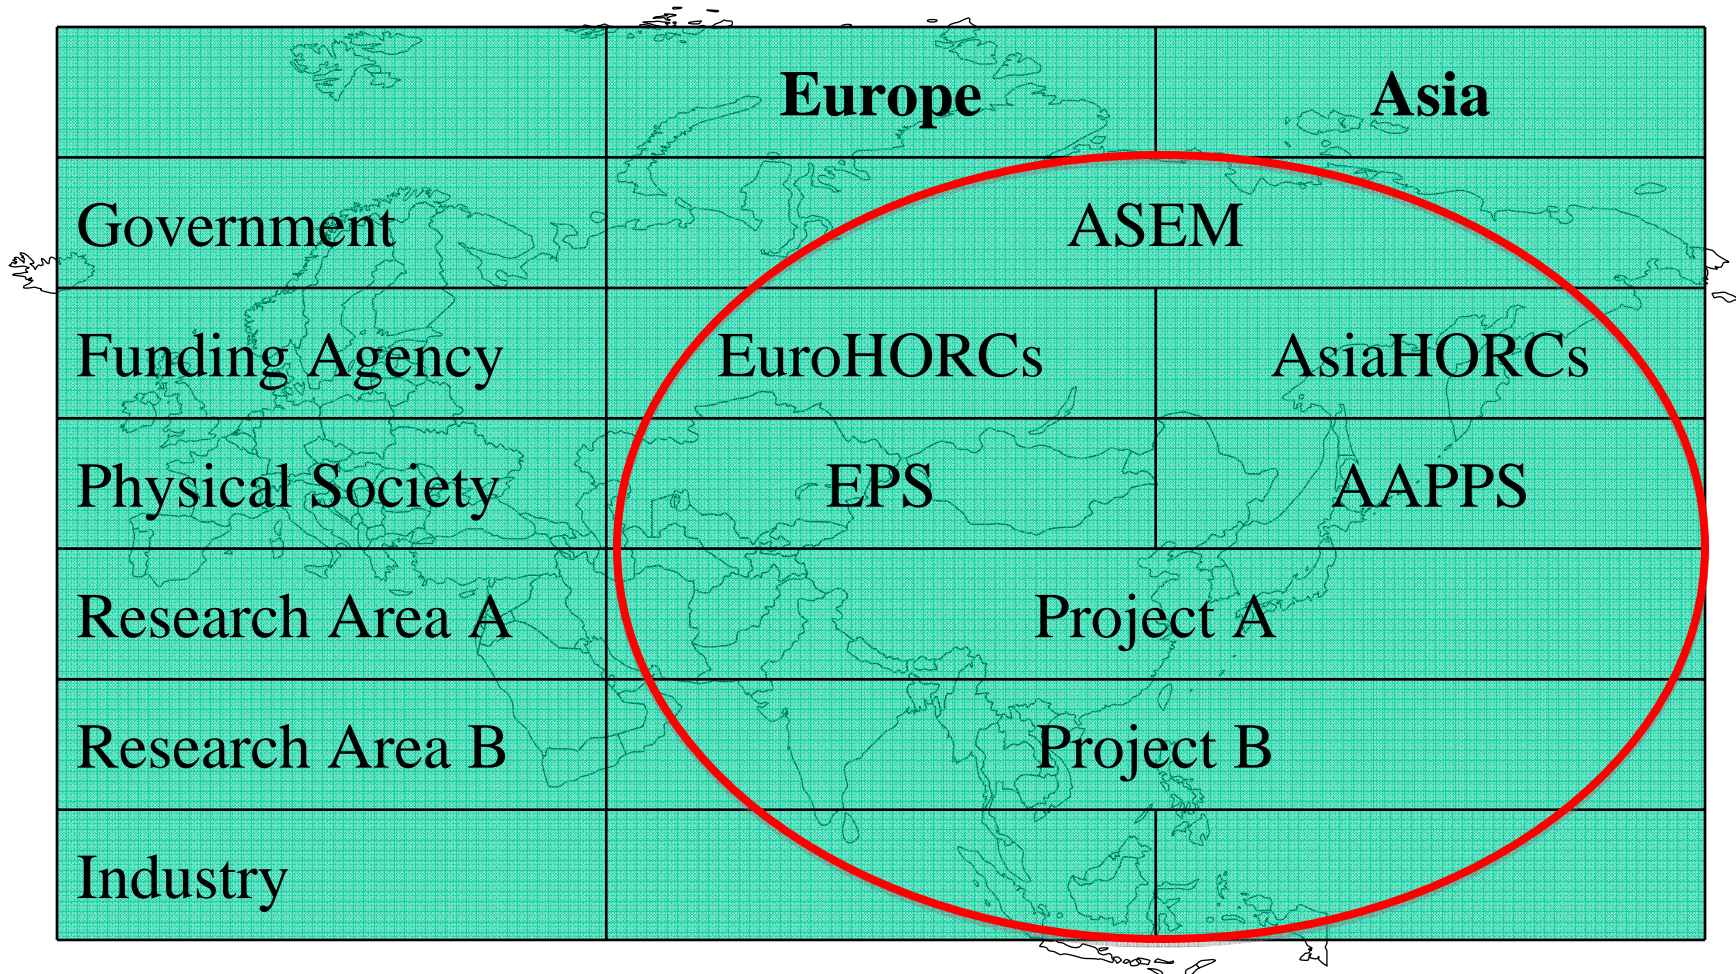 Europe Asia
Government ASEM
Funding Agency EuroHORCs AsiaHORCs
Physical Society EPS AAPPS
Research Area A Project A
Research Area B Project B
Industry